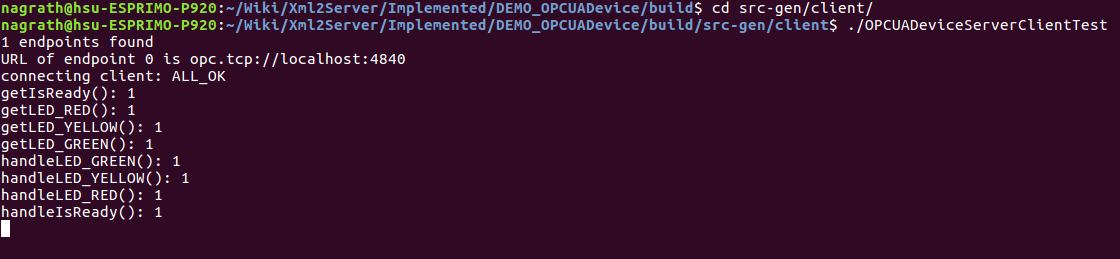 nagrath@hsu-ESPRIMO-P920:~/Wiki/Xml2Server/Implemented/DEMO_OPCUADevice/build$ cd src-gen/client/
nagrath@hsu-ESPRIMO-P920:~/Wiki/Xml2Server/Implemented/DEMO_OPCUADevice/build/src-gen/client$ ./OPCUADeviceServerClientTest
1 endpoints found
URL of endpoint 0 is opc.tcp://localhost:4840
connecting client: ALL_OK
getIsReady(): 1
getLED_RED(): 1
getLED_YELLOW(): 1
getLED_GREEN(): 1
handleLED_GREEN(): 1
handleLED_YELLOW(): 1
handleLED_RED(): 1
handleIsReady(): 1